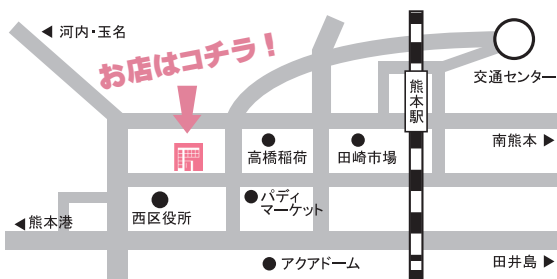 ◀ 河内・玉名
お店はコチラ！
交通センター
熊本駅
南熊本 ▶
高橋稲荷
田崎市場
パディ
マーケット
西区役所
◀熊本港
アクアドーム
田井島 ▶